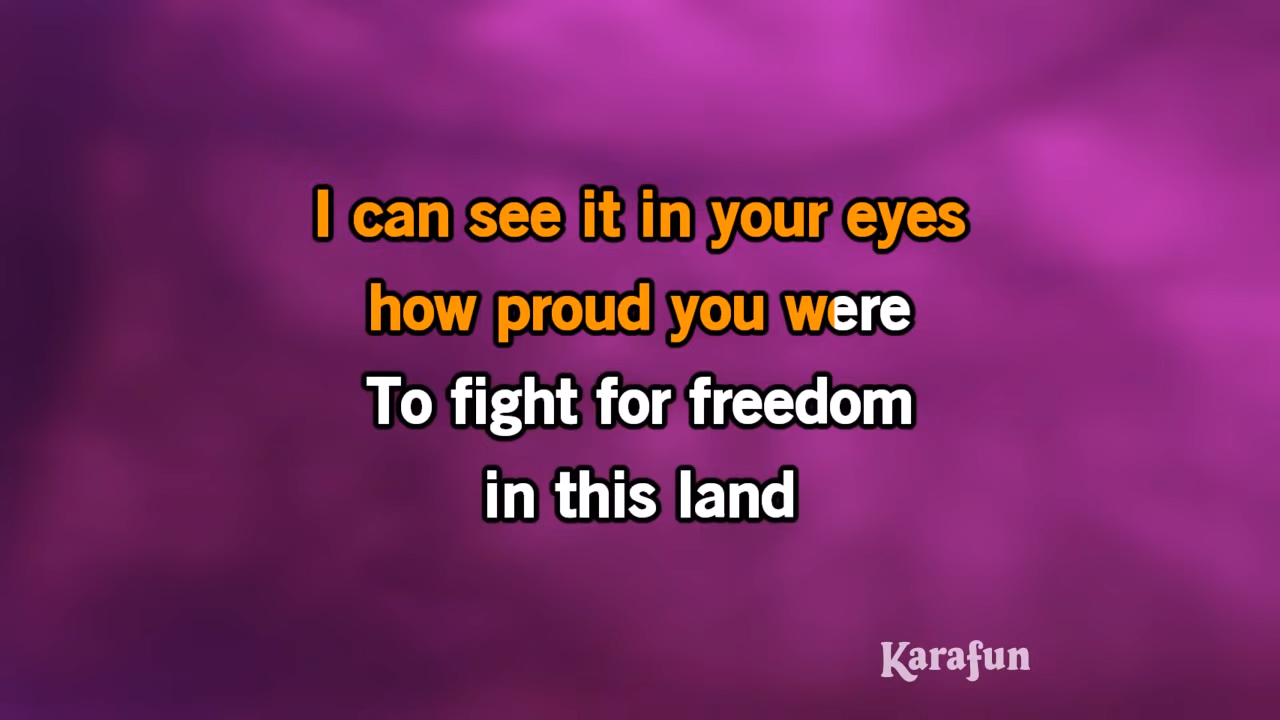 I can see it in your eyes
how proud you were
To fight for freedom
in this land
Karafun